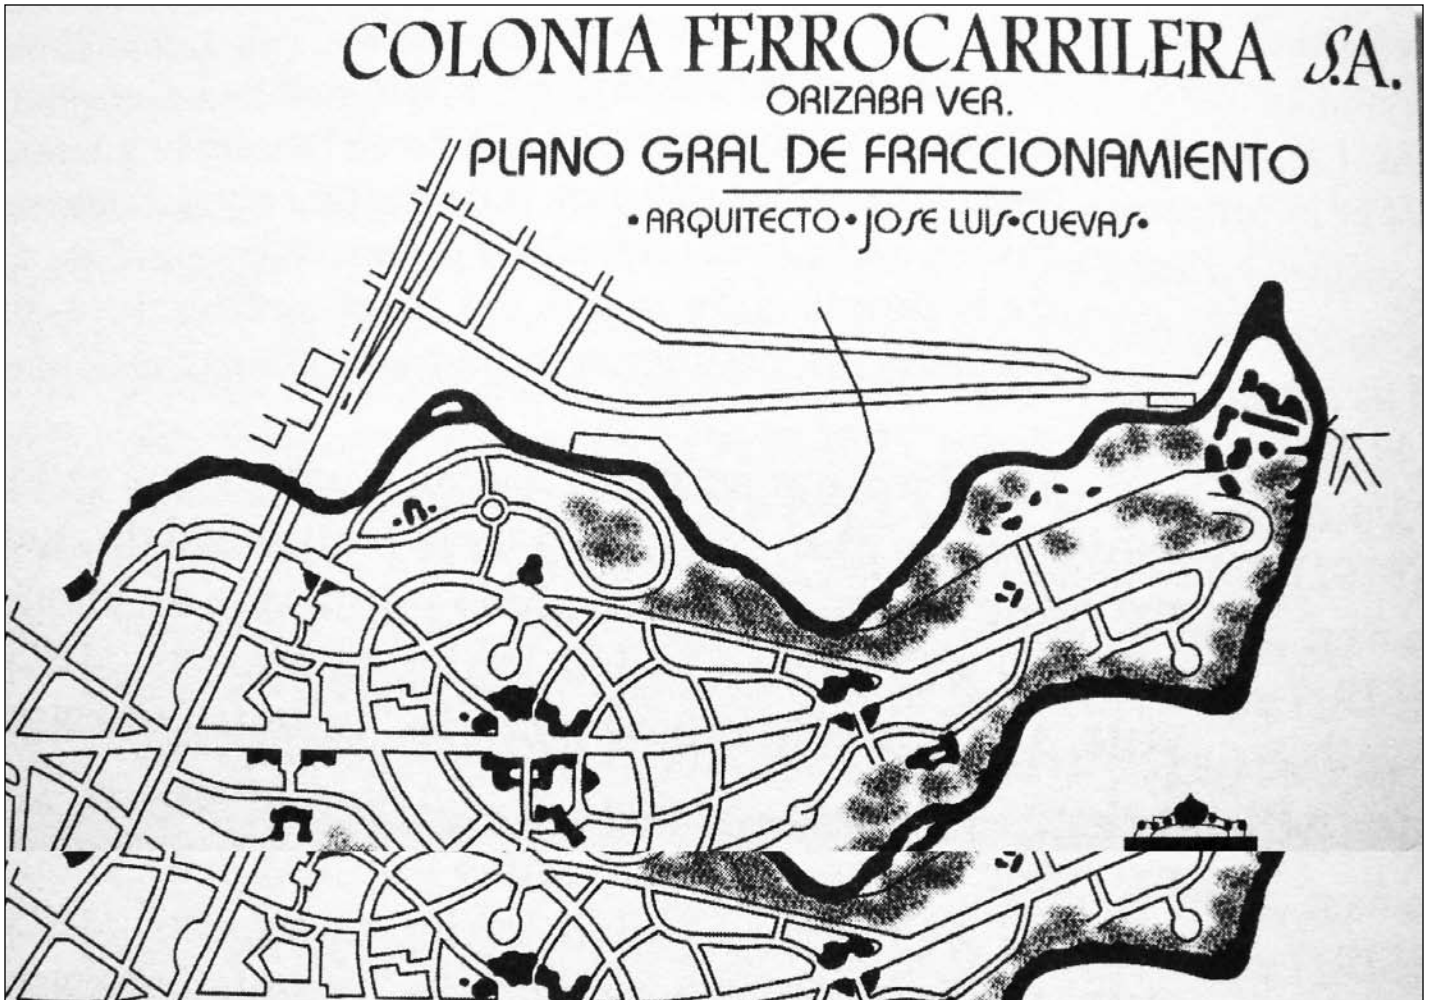 COLONIA FERROCARRILERA S.A.
ORIZABA VER.
PLANO GRAL DE FRACCIONAMIENTO
•ARQUITECTO•JOSE LUIS•CUEVAS•